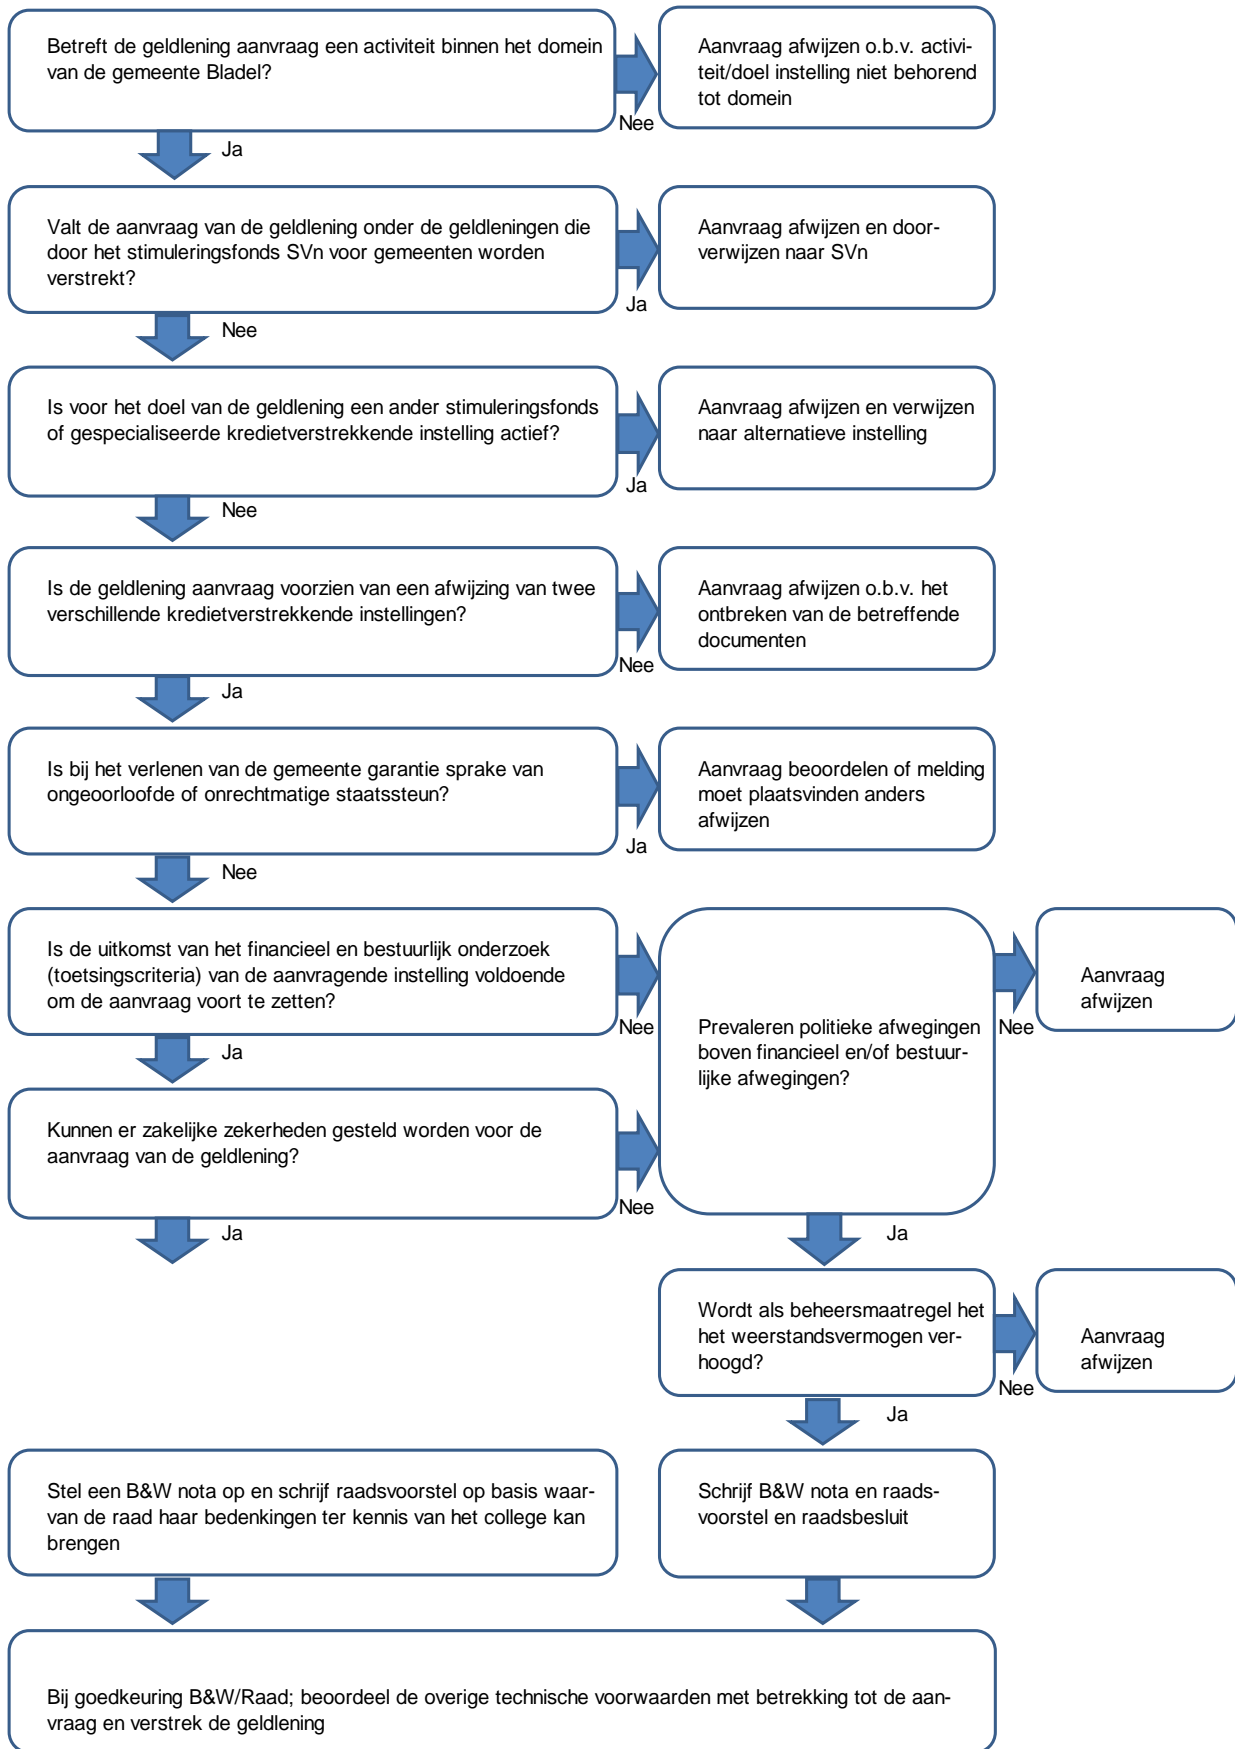 Betreft de geldlening aanvraag een activiteit binnen het domein
van de gemeente Bladel?
Nee
Aanvraag afwijzen o.b.v. activi-
teit/doel instelling niet behorend
tot domein
Ja
Valt de aanvraag van de geldlening onder de geldleningen die
door het stimuleringsfonds SVn voor gemeenten worden
verstrekt?
Ja
Aanvraag afwijzen en door-
verwijzen naar SVn
Nee
Is voor het doel van de geldlening een ander stimuleringsfonds
of gespecialiseerde kredietverstrekkende instelling actief?
Ja
Aanvraag afwijzen en verwijzen
naar alternatieve instelling
Nee
Is de geldlening aanvraag voorzien van een afwijzing van twee
verschillende kredietverstrekkende instellingen?
Nee
Aanvraag afwijzen o.b.v. het
ontbreken van de betreffende
documenten
Ja
Is bij het verlenen van de gemeente garantie sprake van
ongeoorloofde of onrechtmatige staatssteun?
Ja
Aanvraag beoordelen of melding
moet plaatsvinden anders
afwijzen
Nee
Is de uitkomst van het financieel en bestuurlijk onderzoek
(toetsingscriteria) van de aanvragende instelling voldoende
om de aanvraag voort te zetten?
Nee
Prevaleren politieke afwegingen
boven financieel en/of bestuur-
lijke afwegingen?
Nee
Aanvraag
afwijzen
Ja
Kunnen er zakelijke zekerheden gesteld worden voor de
aanvraag van de geldlening?
Nee
Ja
Ja
Wordt als beheersmaatregel het
het weerstandsvermogen ver-
hoogd?
Nee
Aanvraag
afwijzen
Ja
Stel een B&W nota op en schrijf raadsvoorstel op basis waar-
van de raad haar bedenkingen ter kennis van het college kan
brengen
Schrijf B&W nota en raads-
voorstel en raadsbesluit
Bij goedkeuring B&W/Raad; beoordeel de overige technische voorwaarden met betrekking tot de aan-
vraag en verstrek de geldlening